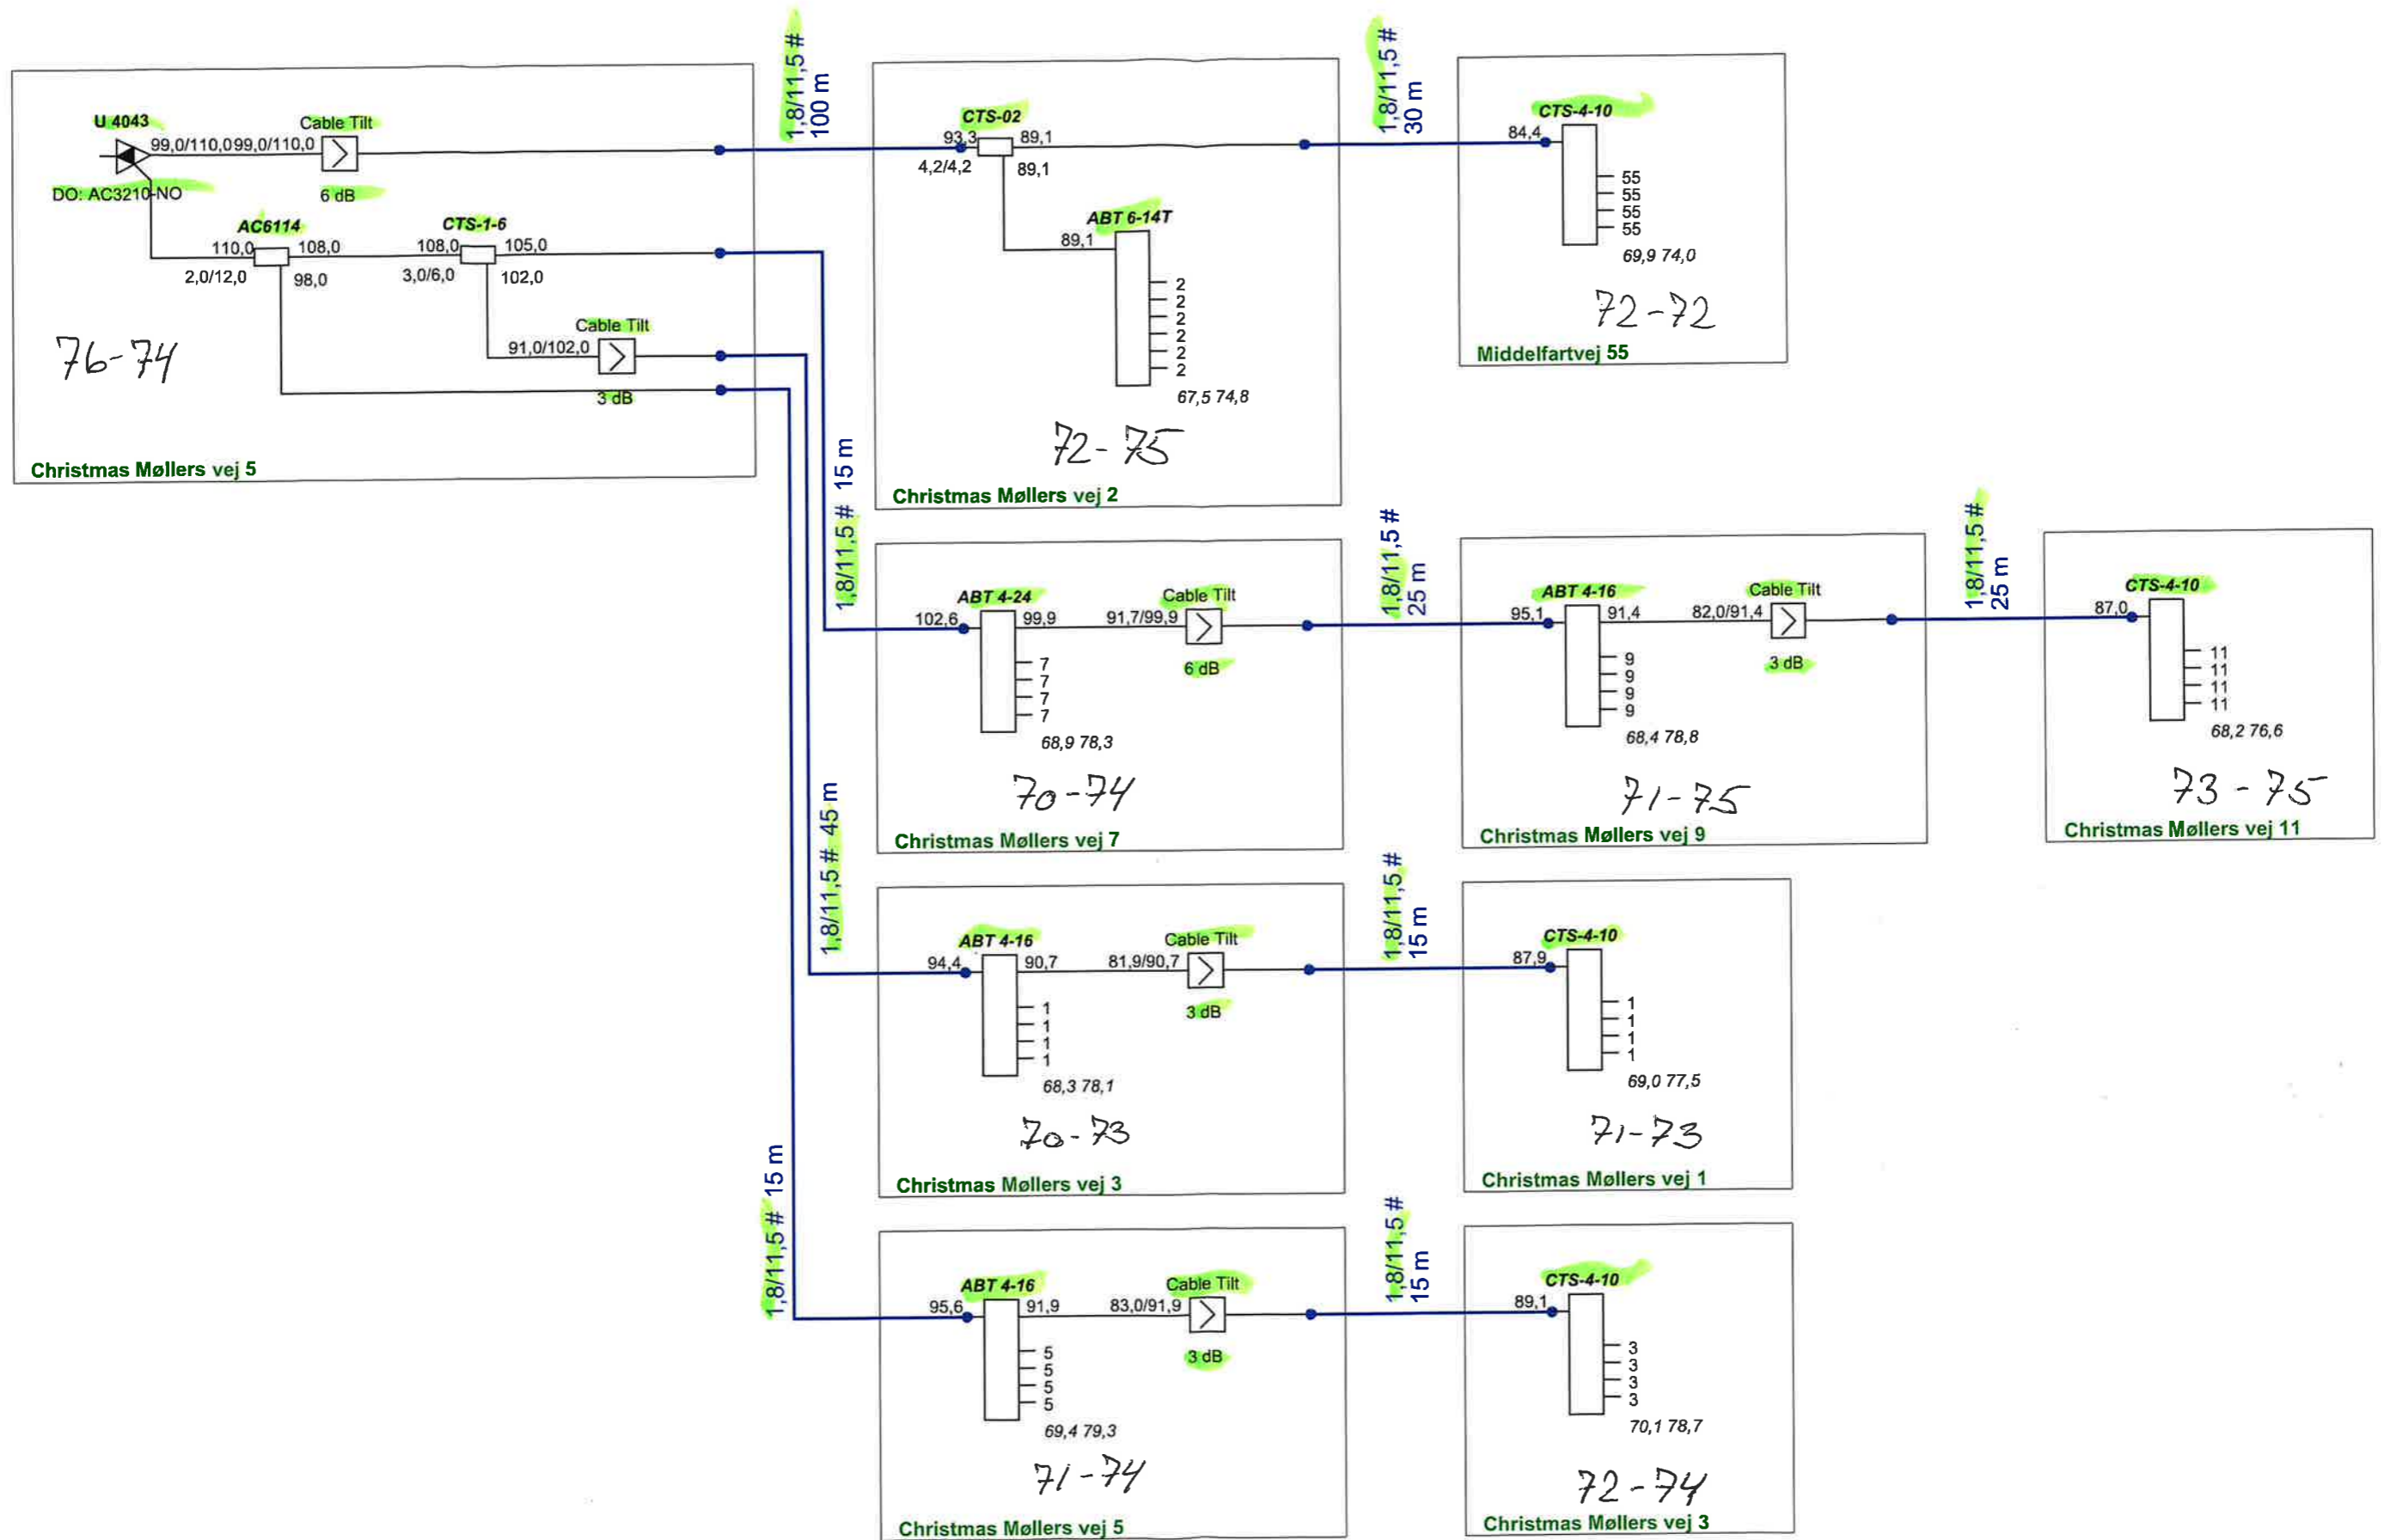 U 4043
99,0/110,099,0/110,0
Cable Tilt
DO: AC3210-NO
6 dB
AC6114
110,0
108,0
2,0/12,0
98,0
CTS-1-6
108,0
105,0
3,0/6,0
102,0
Cable Tilt
91,0/102,0
3 dB
76-74
Christmas Møllers vej 5
1,8/11,5 #
100 m
CTS-02
93,3
89,1
4,2/4,2
89,1
ABT 6-14T
89,1
2
2
2
2
2
2
67,5 74,8
72-75
Christmas Møllers vej 2
1,8/11,5 #
30 m
CTS-4-10
84,4
55
55
55
55
69,9 74,0
72-72
Middelfartvej 55
1,8/11,5 # 15 m
ABT 4-24
102,6
99,9
91,7/99,9
Cable Tilt
6 dB
7
7
7
7
68,9 78,3
70-74
Christmas Møllers vej 7
1,8/11,5 #
25 m
ABT 4-16
95,1
91,4
82,0/91,4
Cable Tilt
3 dB
9
9
9
9
68,4 78,8
71-75
Christmas Møllers vej 9
1,8/11,5 #
25 m
CTS-4-10
87,0
11
11
11
11
68,2 76,6
73-75
Christmas Møllers vej 11
1,8/11,5 # 45 m
ABT 4-16
94,4
90,7
81,9/90,7
Cable Tilt
3 dB
1
1
1
1
68,3 78,1
70-73
Christmas Møllers vej 3
1,8/11,5 #
15 m
CTS-4-10
87,9
1
1
1
1
69,0 77,5
71-73
Christmas Møllers vej 1
1,8/11,5 # 15 m
ABT 4-16
95,6
91,9
83,0/91,9
Cable Tilt
3 dB
5
5
5
5
69,4 79,3
71-74
Christmas Møllers vej 5
1,8/11,5 #
15 m
CTS-4-10
89,1
3
3
3
3
70,1 78,7
72-74
Christmas Møllers vej 3